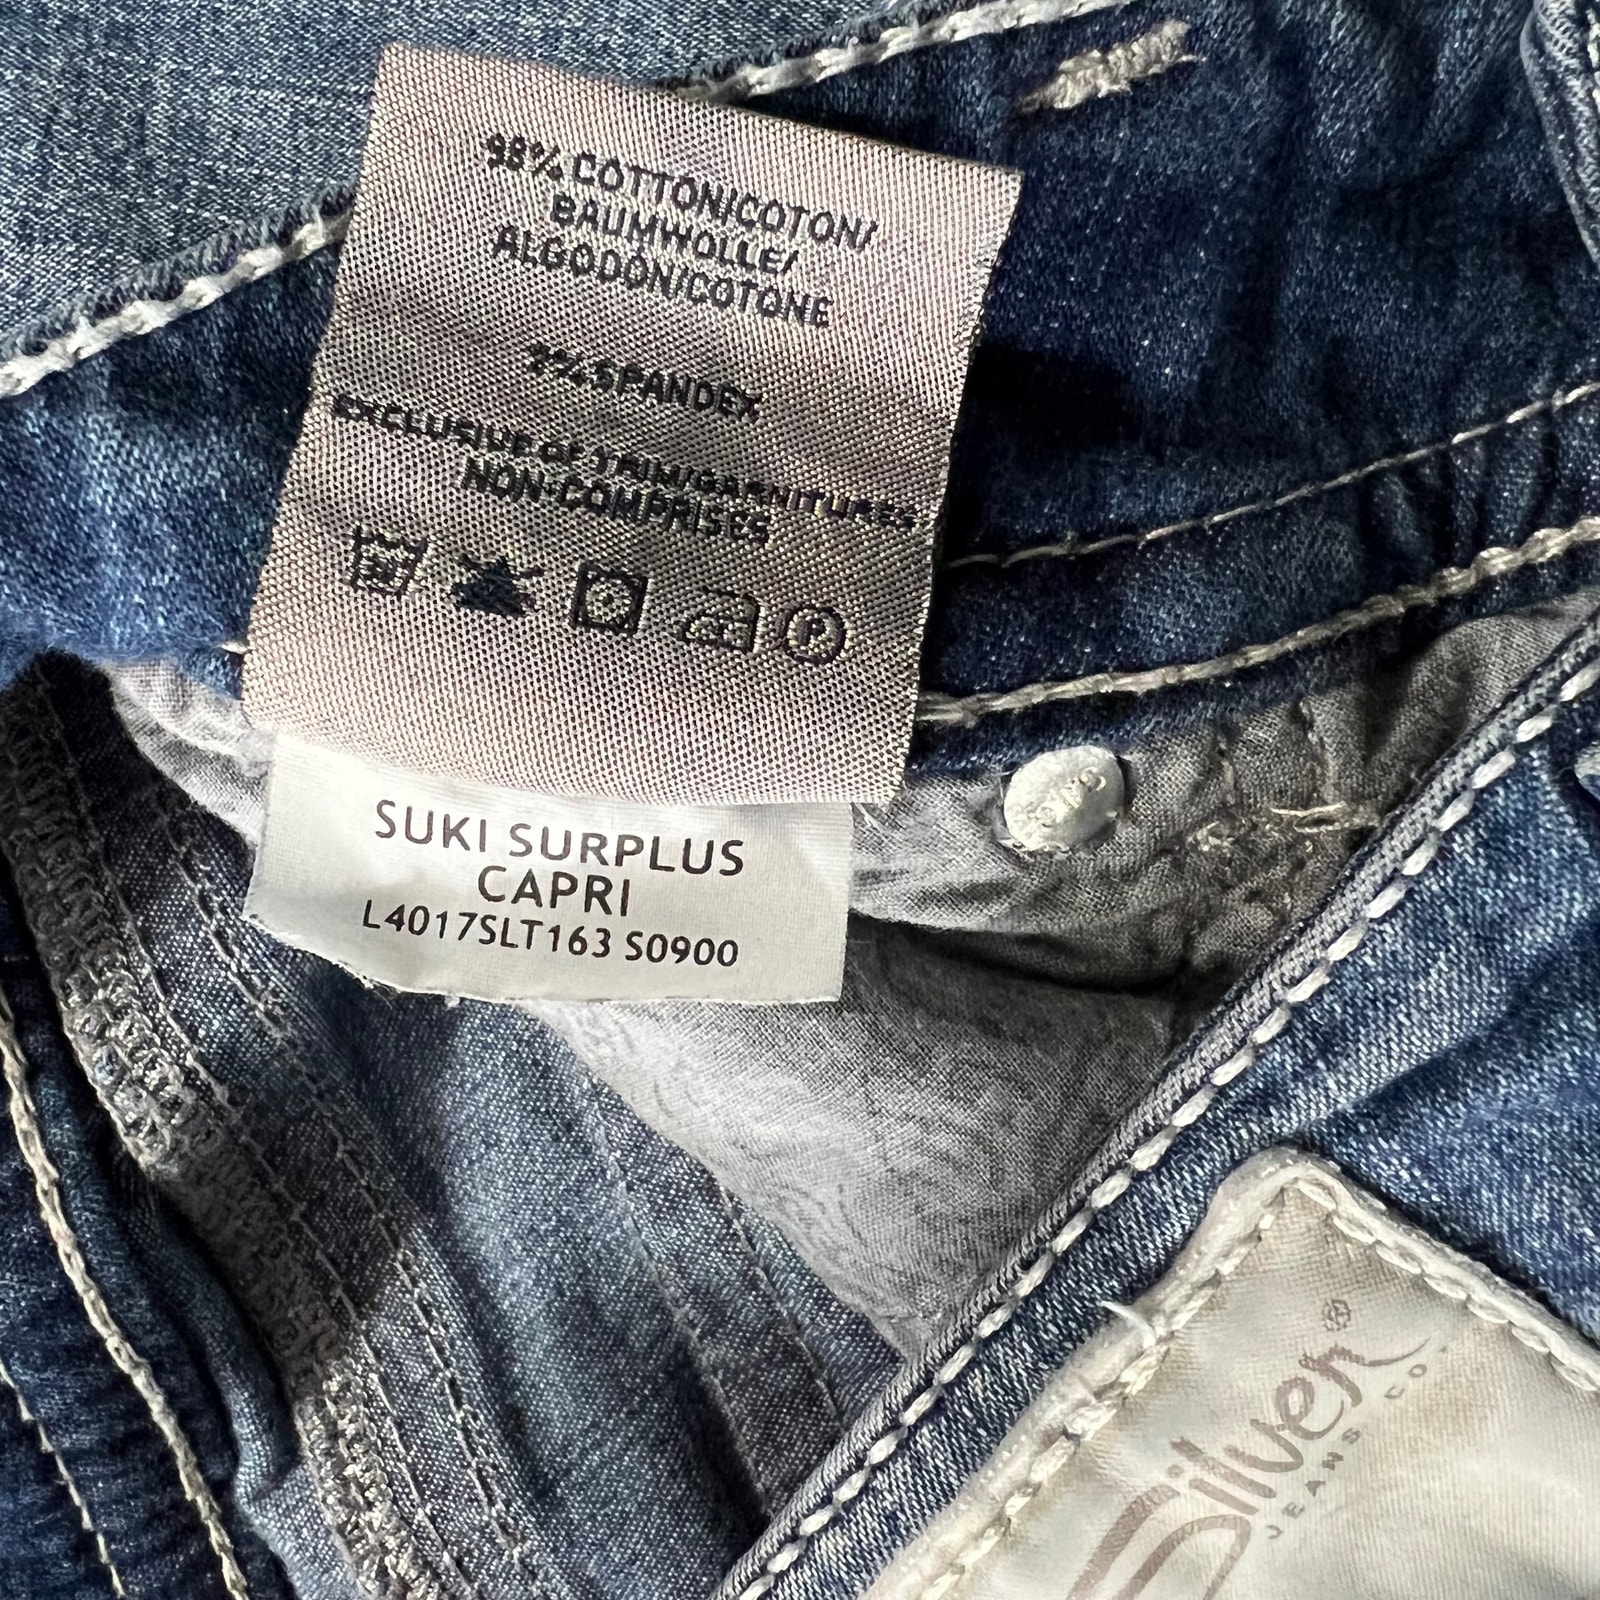 98% COTTON/COTON/
BAUMWOLLE/
ALGODON/COTONE
2% SPANDEX
EXCLUSIVE OF TRIM/GARNITURES
NON-COMPRISES
P
SUKI SURPLUS
CAPRI
L4017SLT163 S0900
Silver
JEANS CO